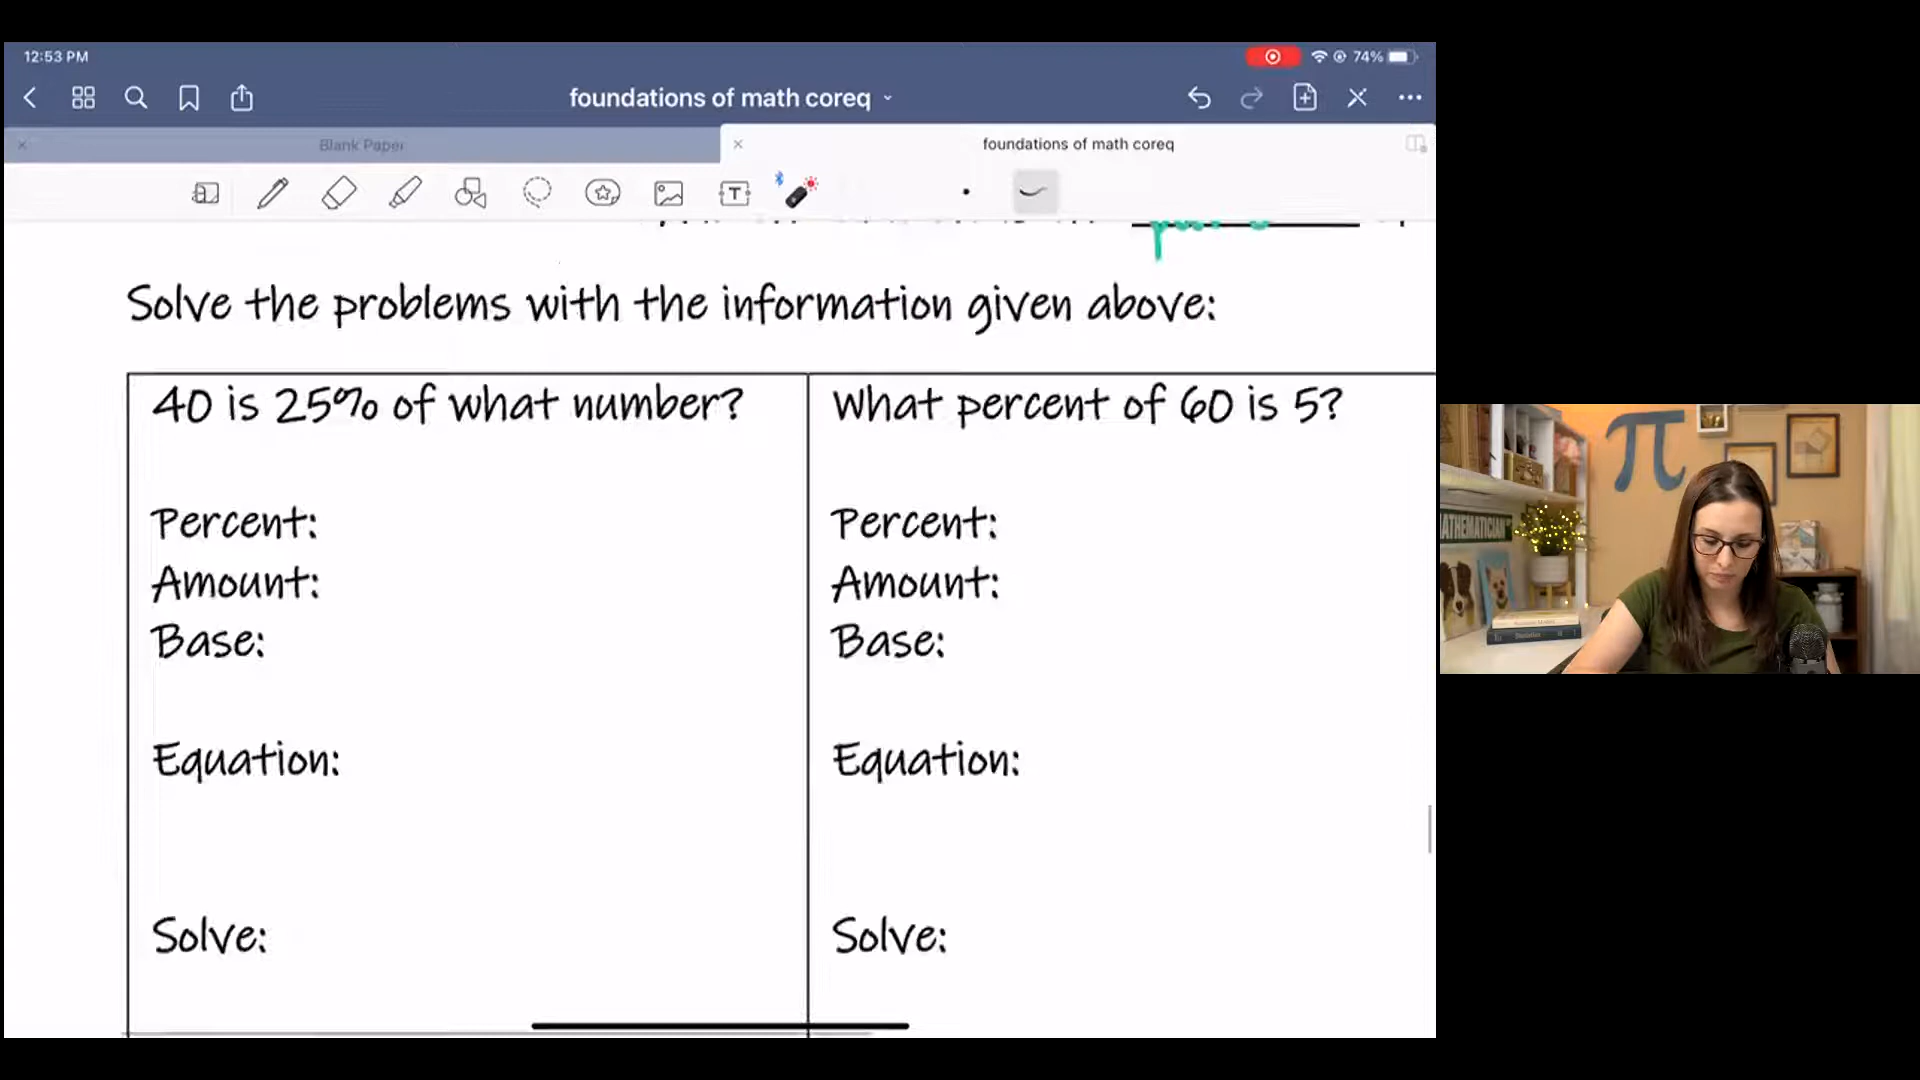 12:53 PM
74%
foundations of math coreq
Blank Paper
foundations of math coreq
Solve the problems with the information given above:
40 is 25% of what number?
Percent:
Amount:
Base:
Equation:
Solve:
What percent of 60 is 5?
Percent:
Amount:
Base:
Equation:
Solve:
MATHEMATICIAN